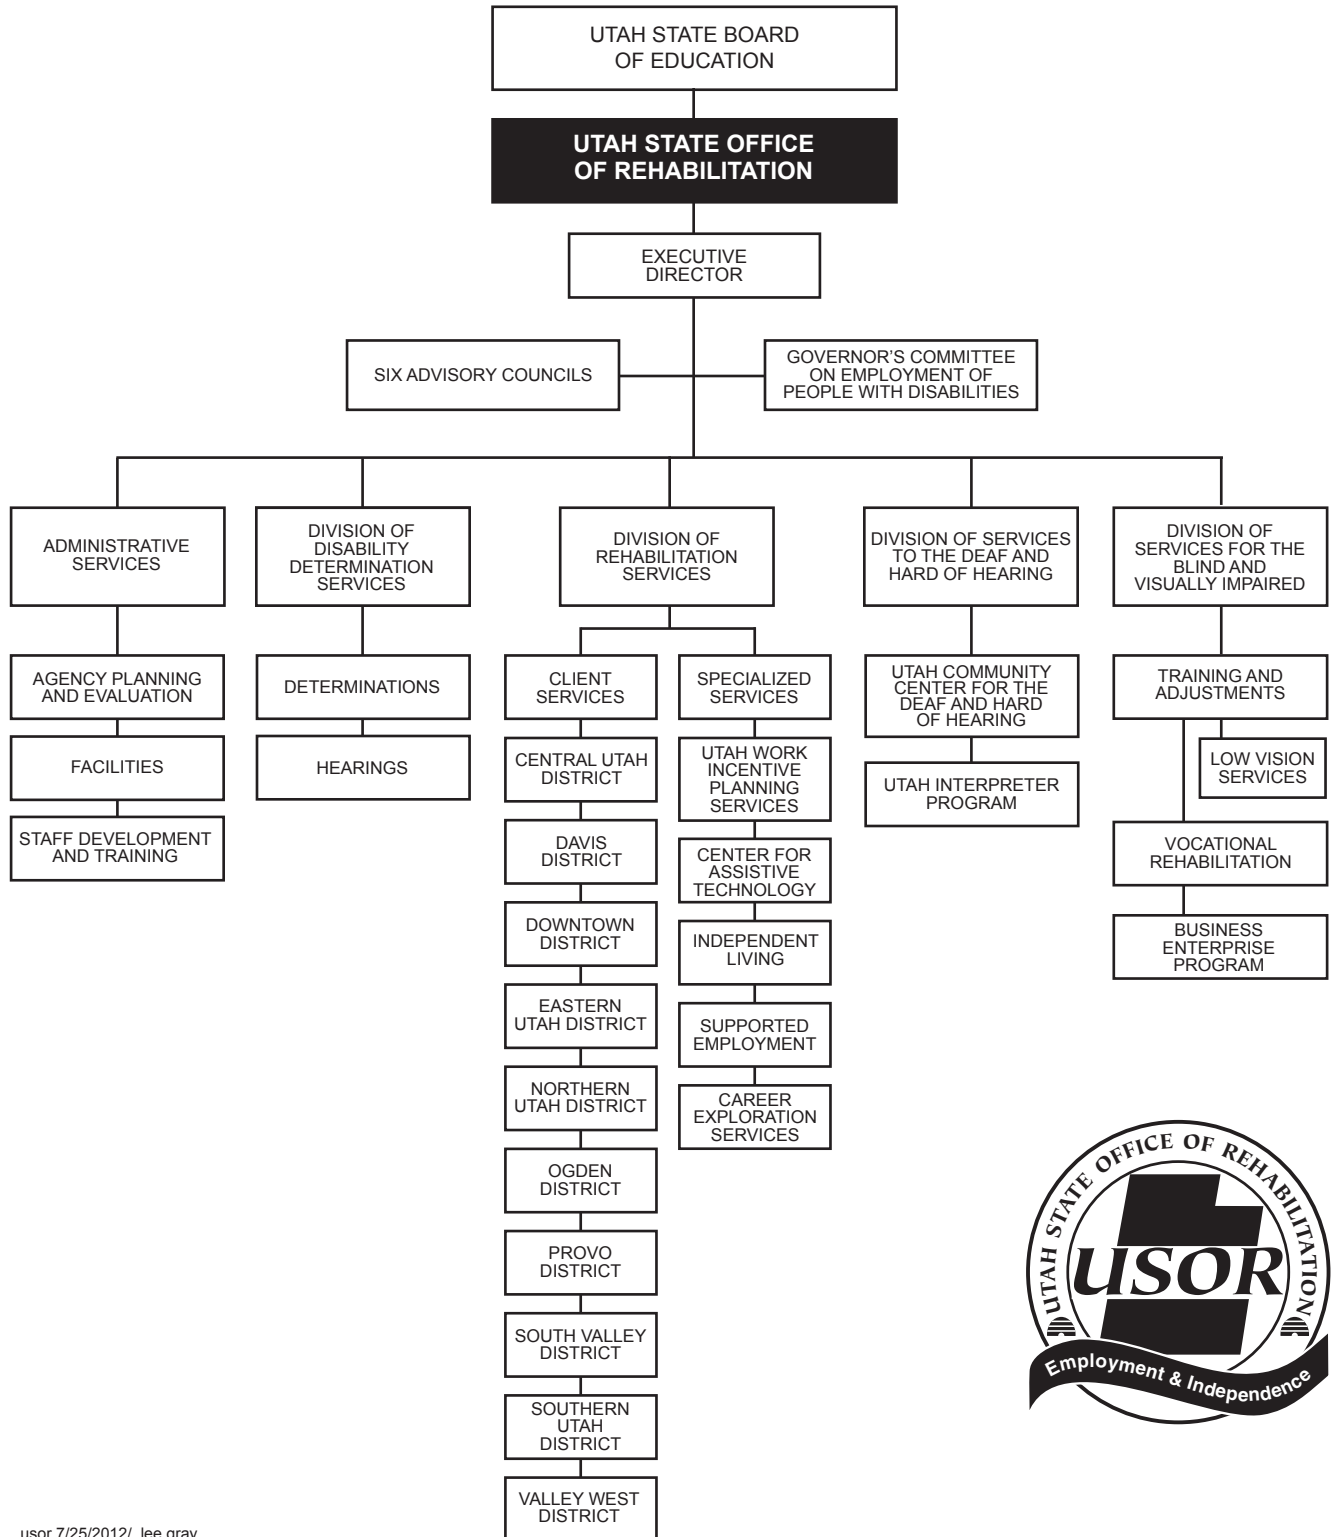 UTAH STATE BOARD
OF EDUCATION
UTAH STATE OFFICE
OF REHABILITATION
EXECUTIVE
DIRECTOR
SIX ADVISORY COUNCILS
GOVERNOR'S COMMITTEE
ON EMPLOYMENT OF
PEOPLE WITH DISABILITIES
ADMINISTRATIVE
SERVICES
DIVISION OF
DISABILITY
DETERMINATION
SERVICES
DIVISION OF
REHABILITATION
SERVICES
DIVISION OF SERVICES
TO THE DEAF AND
HARD OF HEARING
DIVISION OF
SERVICES FOR THE
BLIND AND
VISUALLY IMPAIRED
AGENCY PLANNING
AND EVALUATION
FACILITIES
STAFF DEVELOPMENT
AND TRAINING
DETERMINATIONS
HEARINGS
CLIENT
SERVICES
CENTRAL UTAH
DISTRICT
DAVIS
DISTRICT
DOWNTOWN
DISTRICT
EASTERN
UTAH DISTRICT
NORTHERN
UTAH DISTRICT
OGDEN
DISTRICT
PROVO
DISTRICT
SOUTH VALLEY
DISTRICT
SOUTHERN
UTAH
DISTRICT
VALLEY WEST
DISTRICT
SPECIALIZED
SERVICES
UTAH WORK
INCENTIVE
PLANNING
SERVICES
CENTER FOR
ASSISTIVE
TECHNOLOGY
INDEPENDENT
LIVING
SUPPORTED
EMPLOYMENT
CAREER
EXPLORATION
SERVICES
UTAH COMMUNITY
CENTER FOR THE
DEAF AND HARD
OF HEARING
UTAH INTERPRETER
PROGRAM
TRAINING AND
ADJUSTMENTS
LOW VISION
SERVICES
VOCATIONAL
REHABILITATION
BUSINESS
ENTERPRISE
PROGRAM
UTAH STATE OFFICE OF REHABILITATION
USOR
Employment & Independence
usor 7/25/2012/ lee gray